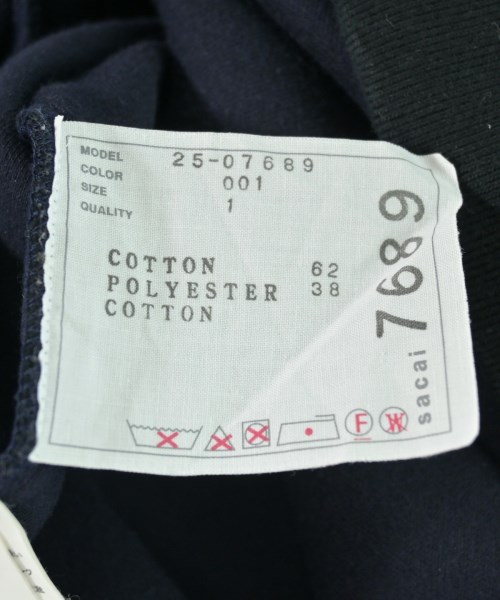 MODEL 25-07689
COLOR 001
SIZE 1
QUALITY
COTTON 62
POLYESTER 38
COTTON
sacai 7689
F
W